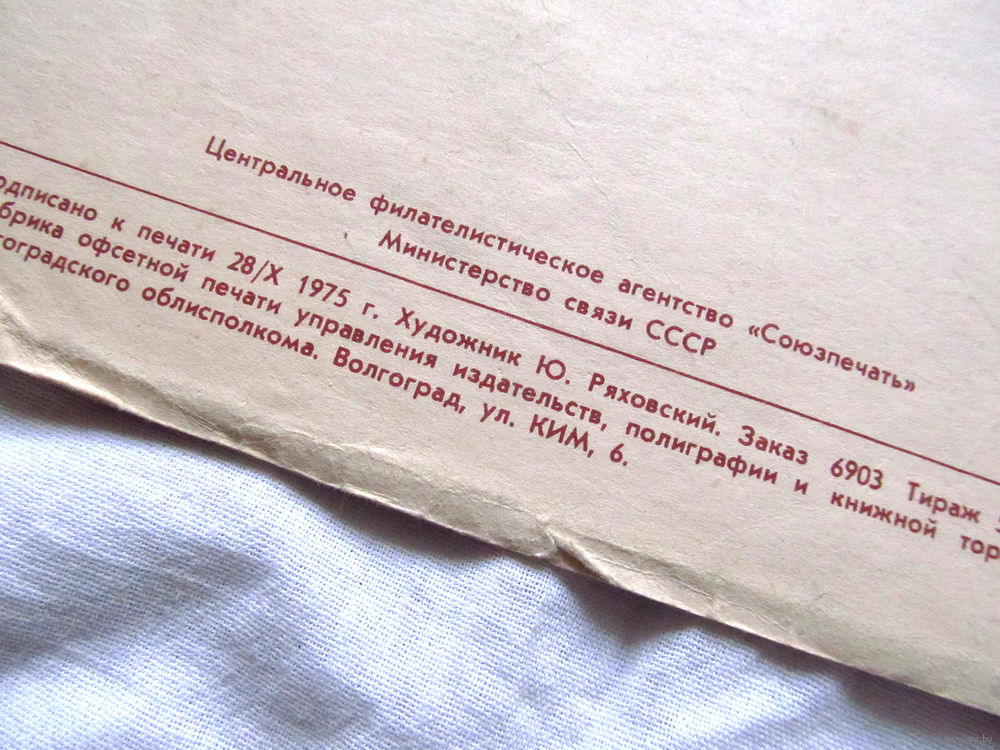 Центральное филателистическое агентство «Союзпечать»
Министерство связи СССР
одписано к печати 28/X 1975 г. Художник Ю. Ряховский. Заказ 6903 Тираж
брика офсетной печати управления издательств, полиграфии и книжной тор
гоградского облисполкома. Волгоград, ул. КИМ, 6.